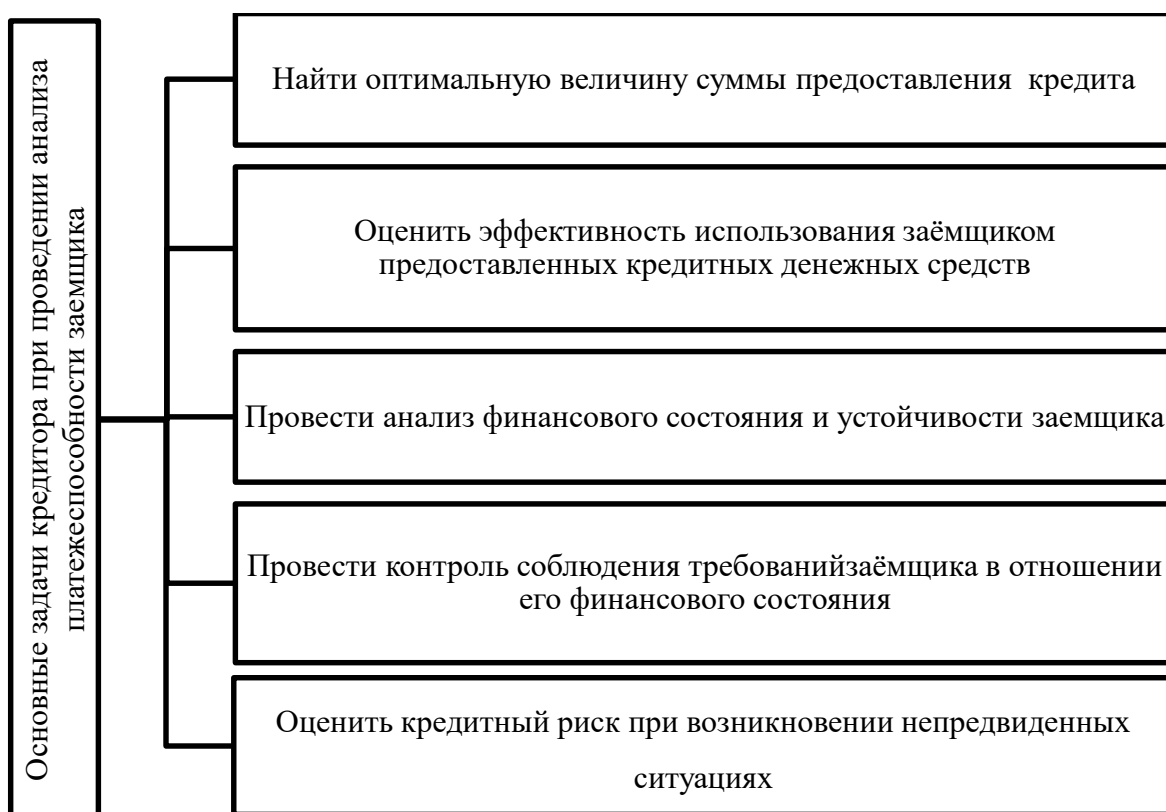 Основные задачи кредитора при проведении анализа
платежеспособности заемщика
Найти оптимальную величину суммы предоставления кредита
Оценить эффективность использования заёмщиком
предоставленных кредитных денежных средств
Провести анализ финансового состояния и устойчивости заемщика
Провести контроль соблюдения требованийзаёмщика в отношении
его финансового состояния
Оценить кредитный риск при возникновении непредвиденных
ситуациях